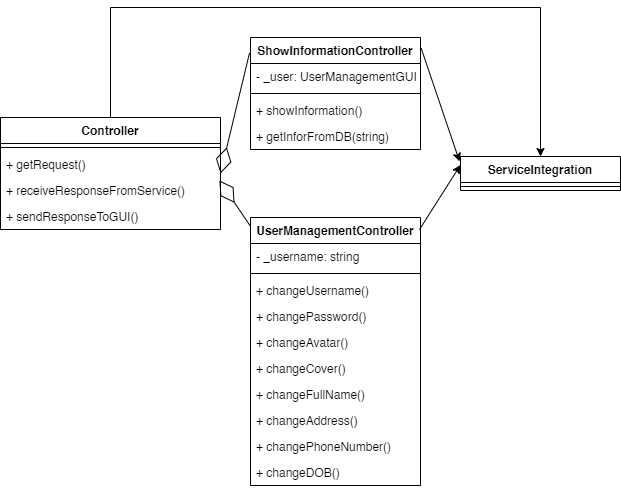 Controller
+ getRequest()
+ receiveResponseFromService()
+ sendResponseToGUI()
ShowInformationController
- _user: UserManagementGUI
+ showInformation()
+ getInforFromDB(string)
UserManagementController
- _username: string
+ changeUsername()
+ changePassword()
+ changeAvatar()
+ changeCover()
+ changeFullName()
+ changeAddress()
+ changePhoneNumber()
+ changeDOB()
ServiceIntegration